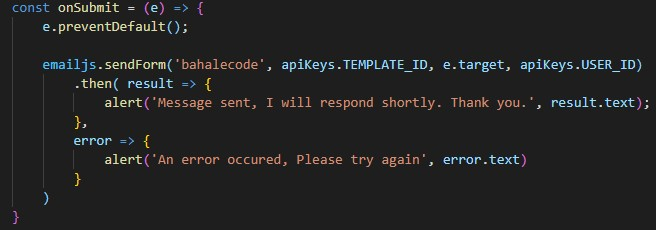 const onSubmit = (e) => {
    e.preventDefault();

    emailjs.sendForm('bahalecode', apiKeys.TEMPLATE_ID, e.target, apiKeys.USER_ID)
        .then( result => {
            alert('Message sent, I will respond shortly. Thank you.', result.text);
        },
        error => {
            alert('An error occured, Please try again', error.text)
        }
    )
}